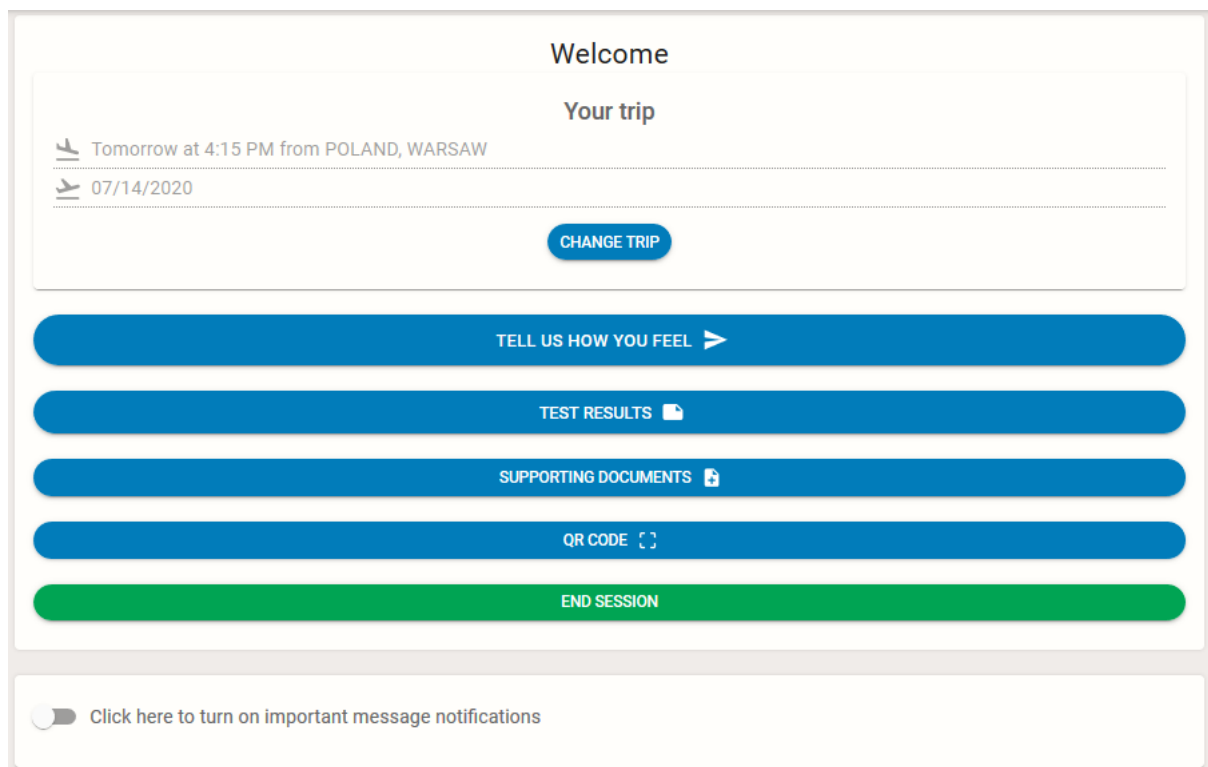 Welcome
Your trip
Tomorrow at 4:15 PM from POLAND, WARSAW
07/14/2020
CHANGE TRIP
TELL US HOW YOU FEEL
TEST RESULTS
SUPPORTING DOCUMENTS
QR CODE
END SESSION
Click here to turn on important message notifications